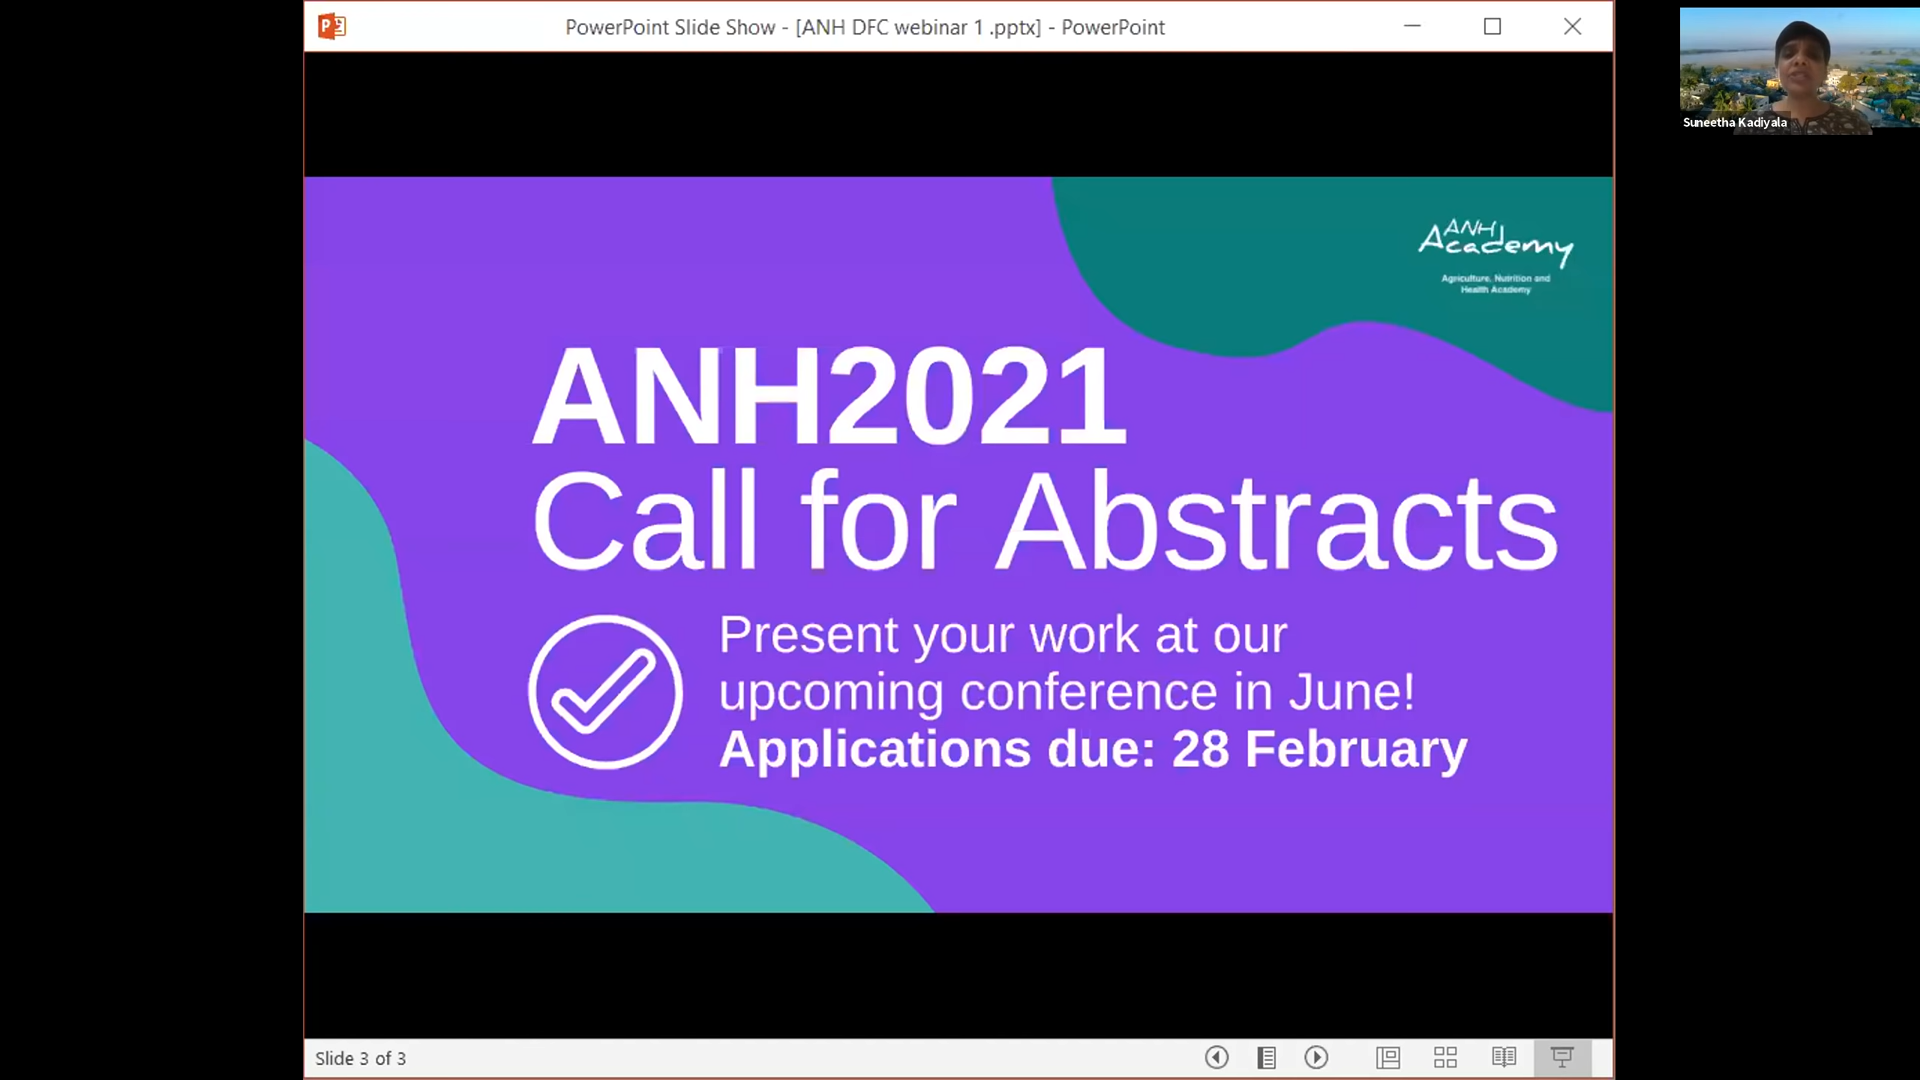 PowerPoint Slide Show - [ANH DFC webinar 1 .pptx] - PowerPoint
Suneetha Kadiyala
ANH
Academy
Agriculture, Nutrition and
Health Academy
ANH2021
Call for Abstracts
Present your work at our
upcoming conference in June!
Applications due: 28 February
Slide 3 of 3